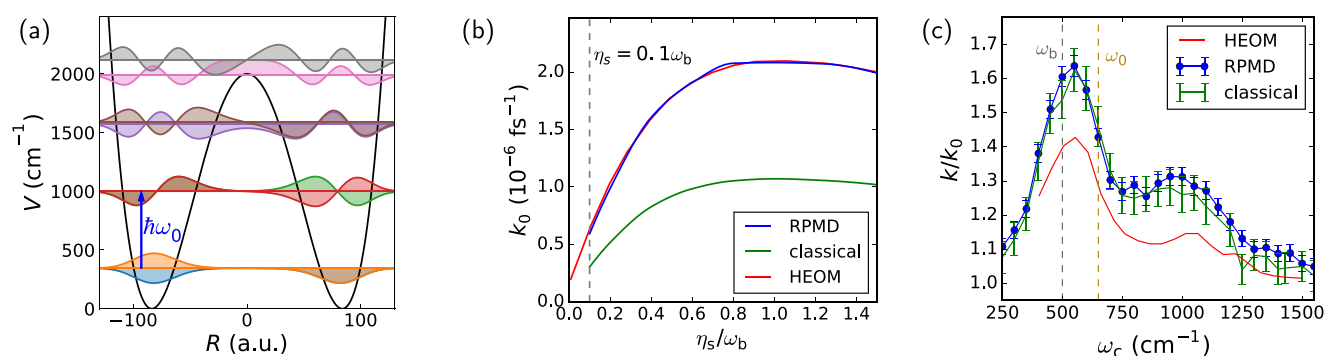 (a)
V (cm⁻¹)
2000
1500
1000
500
0
ħω₀
−100
0
100
R (a.u.)
(b)
k₀ (10⁻⁶ fs⁻¹)
2.0
1.5
1.0
0.5
0.0
ηₛ = 0.1ω_b
RPMD
classical
HEOM
0.0 0.2 0.4 0.6 0.8 1.0 1.2 1.4
ηₛ/ω_b
(c)
k/k₀
1.7
1.6
1.5
1.4
1.3
1.2
1.1
1.0
ω_b
ω₀
HEOM
RPMD
classical
250 500 750 1000 1250 1500
ω_c (cm⁻¹)